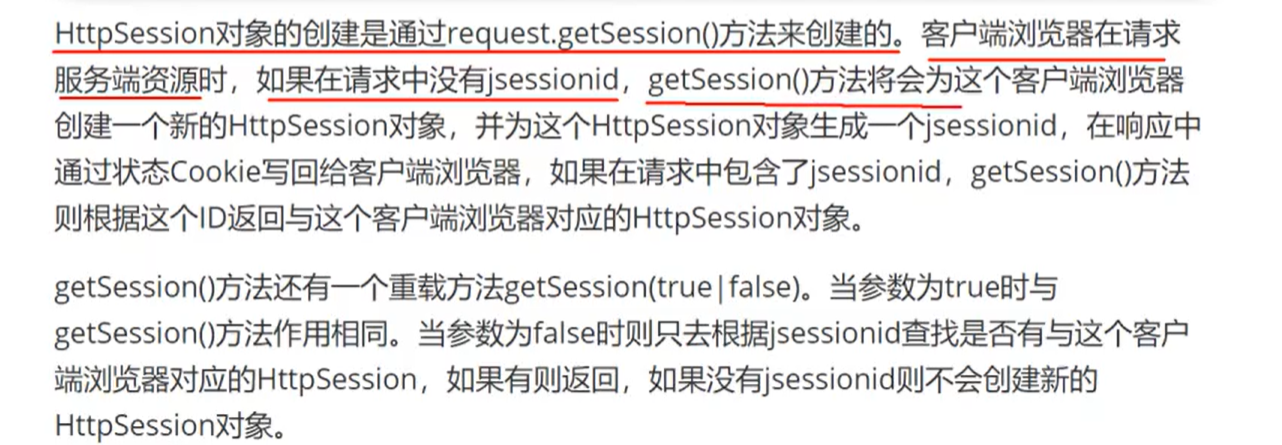 HttpSession对象的创建是通过request.getSession()方法来创建的。客户端浏览器在请求
服务端资源时，如果在请求中没有jsessionid，getSession()方法将会为这个客户端浏览器
创建一个新的HttpSession对象，并为这个HttpSession对象生成一个jsessionid，在响应中
通过状态Cookie写回给客户端浏览器，如果在请求中包含了jsessionid，getSession()方法
则根据这个ID返回与这个客户端浏览器对应的HttpSession对象。
getSession()方法还有一个重载方法getSession(true|false)。当参数为true时与
getSession()方法作用相同。当参数为false时则只去根据jsessionid查找是否有与这个客户
端浏览器对应的HttpSession，如果有则返回，如果没有jsessionid则不会创建新的
HttpSession对象。